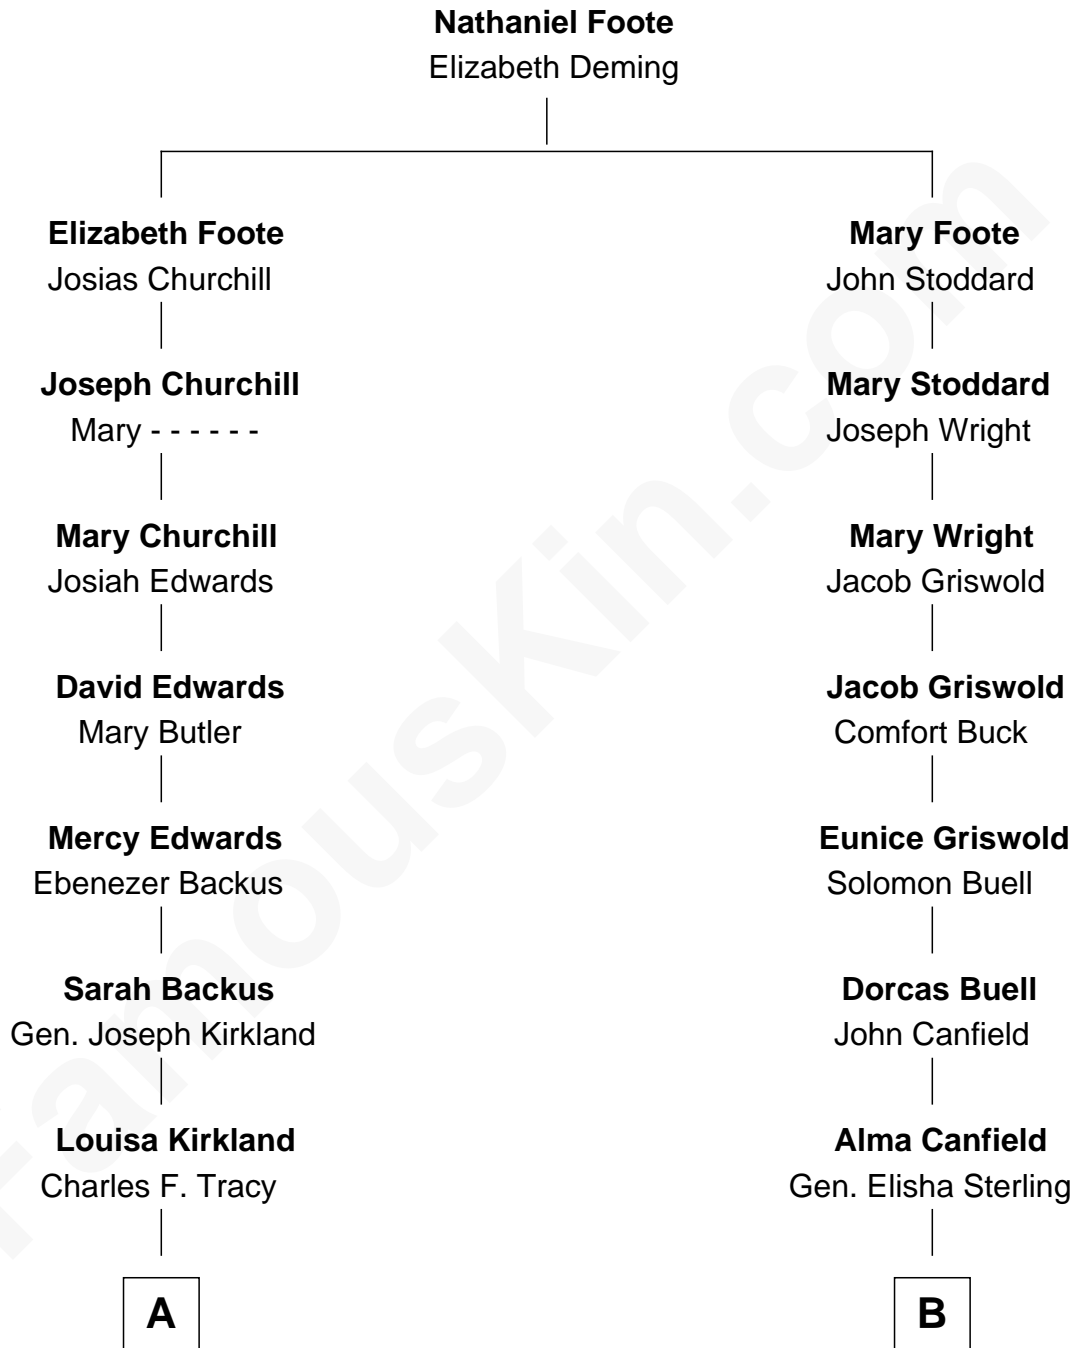 Nathaniel Foote
Elizabeth Deming
Elizabeth Foote
Josias Churchill
Mary Foote
John Stoddard
Joseph Churchill
Mary - - - - - -
Mary Stoddard
Joseph Wright
Mary Churchill
Josiah Edwards
Mary Wright
Jacob Griswold
David Edwards
Mary Butler
Jacob Griswold
Comfort Buck
Mercy Edwards
Ebenezer Backus
Eunice Griswold
Solomon Buell
Sarah Backus
Gen. Joseph Kirkland
Dorcas Buell
John Canfield
Louisa Kirkland
Charles F. Tracy
Alma Canfield
Gen. Elisha Sterling
A
B
FamousKin.com